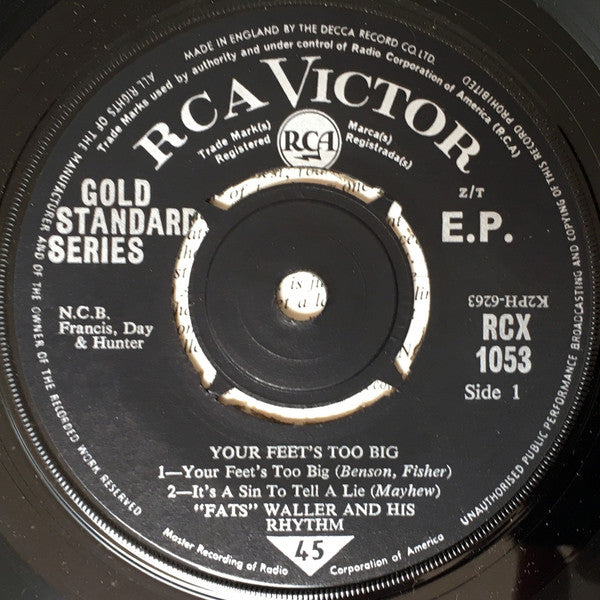 MADE IN ENGLAND BY THE DECCA RECORD CO. LTD.
ALL RIGHTS OF THE MANUFACTURER AND OF THE OWNER OF THE RECORDED WORK RESERVED
Trade Marks used by authority and under control of Radio Corporation of America (R.C.A)
UNAUTHORISED PUBLIC PERFORMANCE BROADCASTING AND COPYING OF THIS RECORD PROHIBITED
RCA VICTOR
Trade Mark(s)
Registered
RCA
Marca(s)
Registrada(s)
GOLD
STANDARD
SERIES
Z/T
E.P.
N.C.B.
Francis, Day
& Hunter
K2PH-6263
RCX
1053
Side 1
YOUR FEET'S TOO BIG
1—Your Feet's Too Big (Benson, Fisher)
2—It's A Sin To Tell A Lie (Mayhew)
"FATS" WALLER AND HIS
RHYTHM
45
Master Recording of Radio Corporation of America